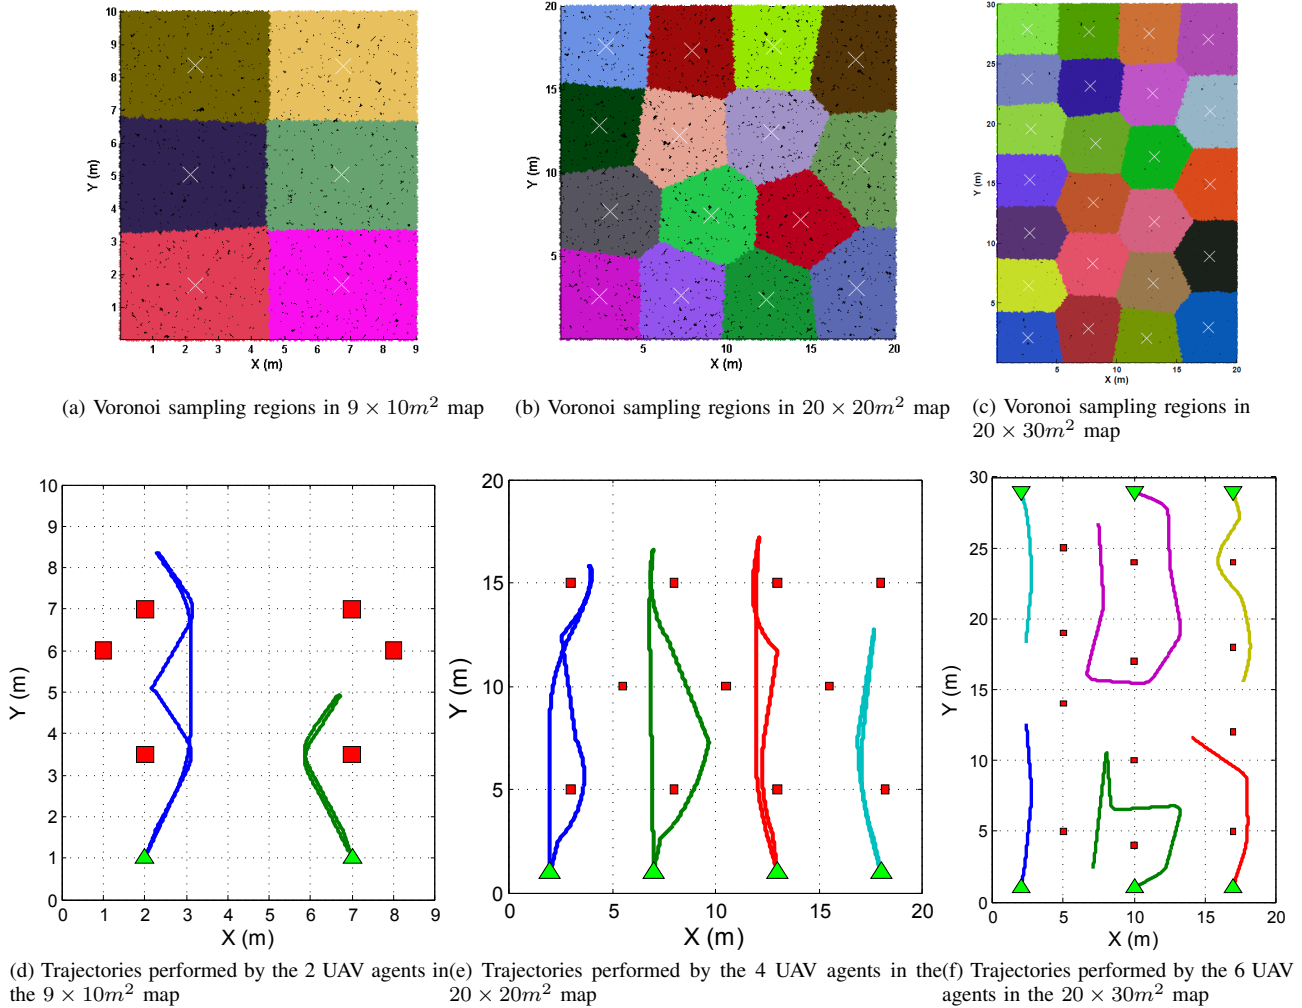 10
9
8
7
6
5
4
3
2
1
Y (m)
1 2 3 4 5 6 7 8 9
X (m)
20
15
10
5
Y (m)
5 10 15 20
X (m)
30
25
20
15
10
5
Y (m)
5 10 15 20
X (m)
(a) Voronoi sampling regions in 9 × 10m² map
(b) Voronoi sampling regions in 20 × 20m² map
(c) Voronoi sampling regions in
20 × 30m² map
10
9
8
7
6
5
4
3
2
1
0
Y (m)
0 1 2 3 4 5 6 7 8 9
X (m)
20
15
10
5
0
Y (m)
0 5 10 15 20
X (m)
30
25
20
15
10
5
0
Y (m)
0 5 10 15 20
X (m)
(d) Trajectories performed by the 2 UAV agents in
the 9 × 10m² map
(e) Trajectories performed by the 4 UAV agents in the
20 × 20m² map
(f) Trajectories performed by the 6 UAV
agents in the 20 × 30m² map